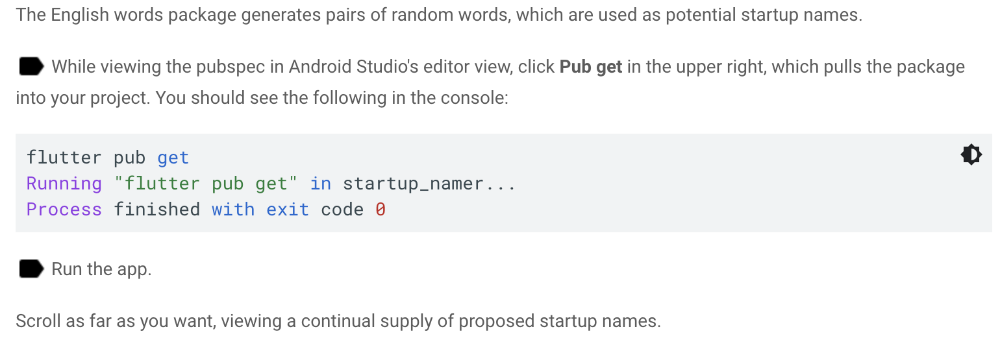 The English words package generates pairs of random words, which are used as potential startup names.
While viewing the pubspec in Android Studio's editor view, click Pub get in the upper right, which pulls the package
into your project. You should see the following in the console:
flutter pub get
Running "flutter pub get" in startup_namer...
Process finished with exit code 0
Run the app.
Scroll as far as you want, viewing a continual supply of proposed startup names.